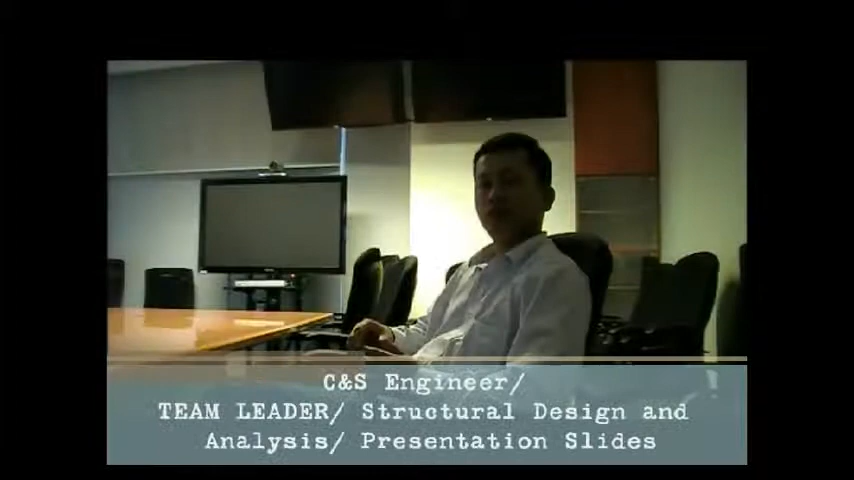 C&S Engineer/
TEAM LEADER/ Structural Design and
Analysis/ Presentation Slides